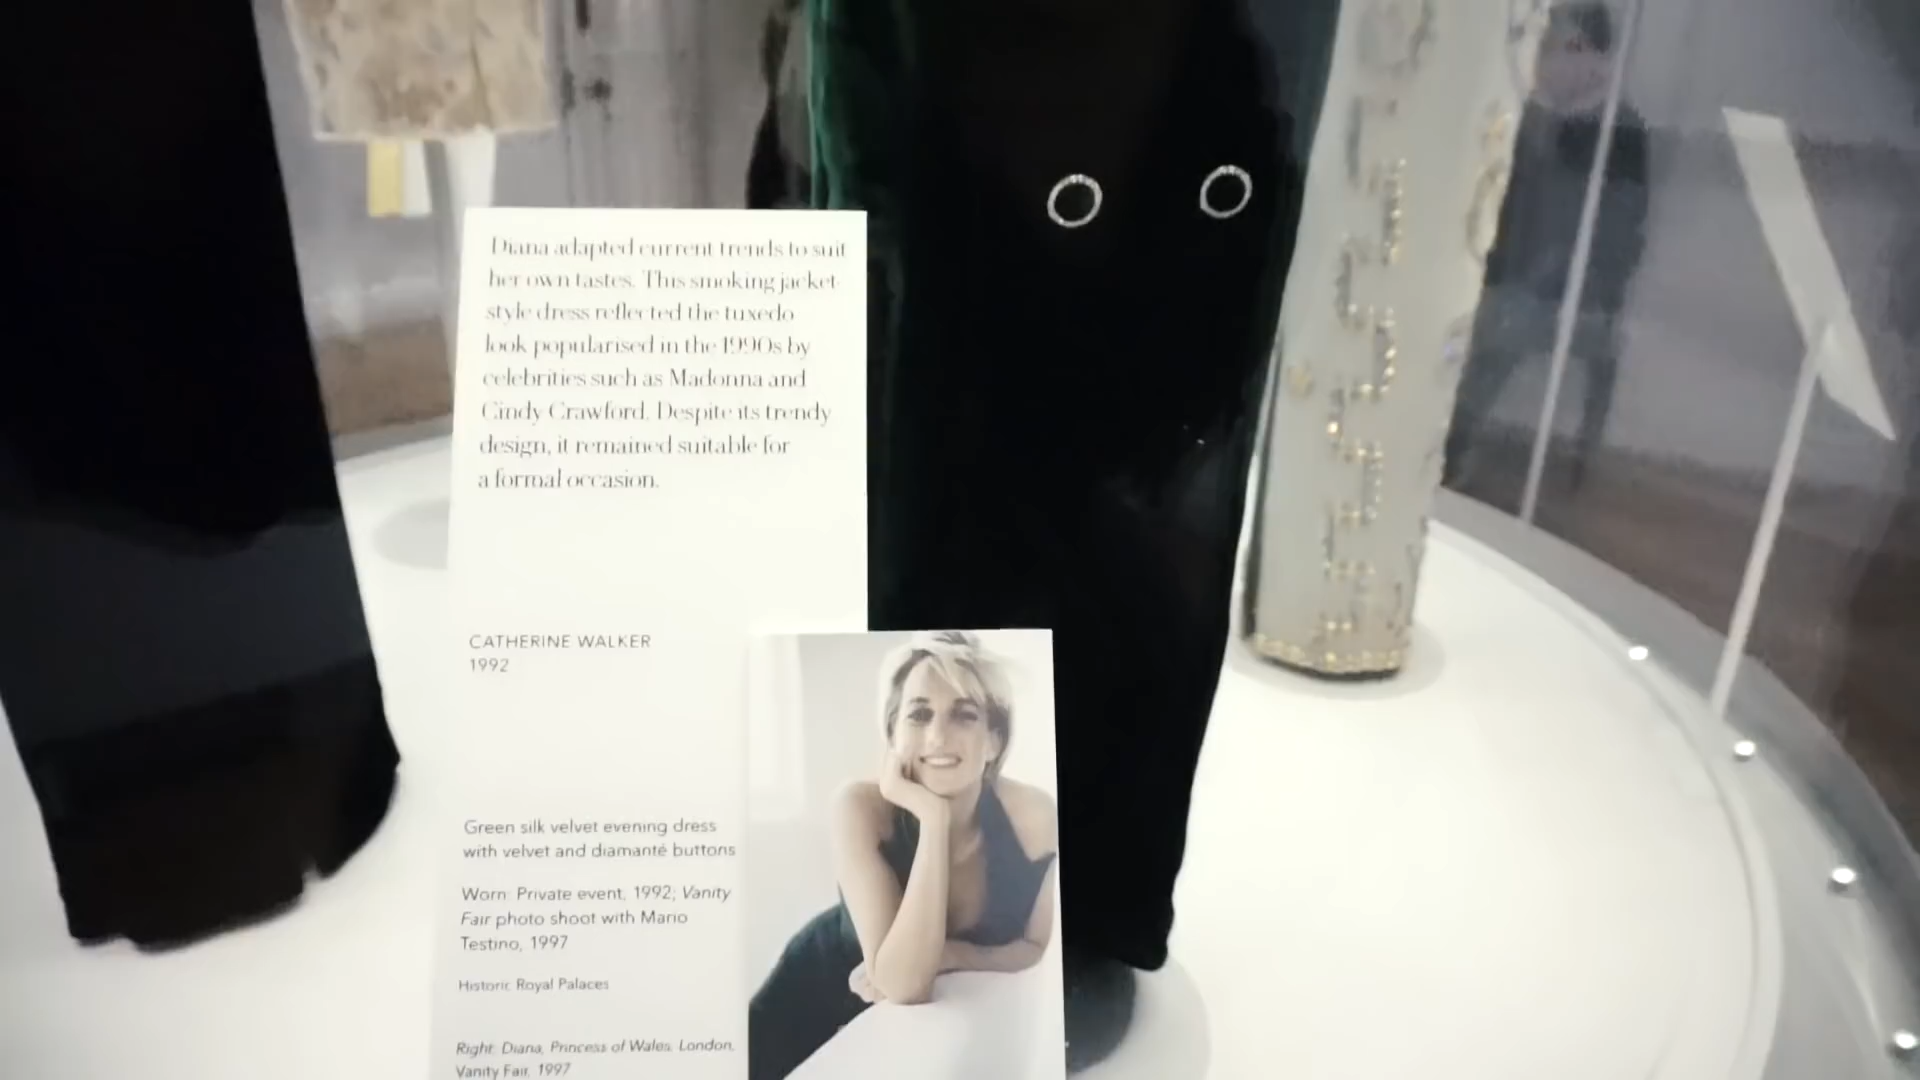 Diana adapted current trends to suit
her own tastes. This smoking jacket-
style dress reflected the tuxedo
look popularised in the 1990s by
celebrities such as Madonna and
Cindy Crawford. Despite its trendy
design, it remained suitable for
a formal occasion.
CATHERINE WALKER
1992
Green silk velvet evening dress
with velvet and diamanté buttons
Worn: Private event, 1992; Vanity
Fair photo shoot with Mario
Testino, 1997
Historic Royal Palaces
Right: Diana, Princess of Wales, London,
Vanity Fair, 1997